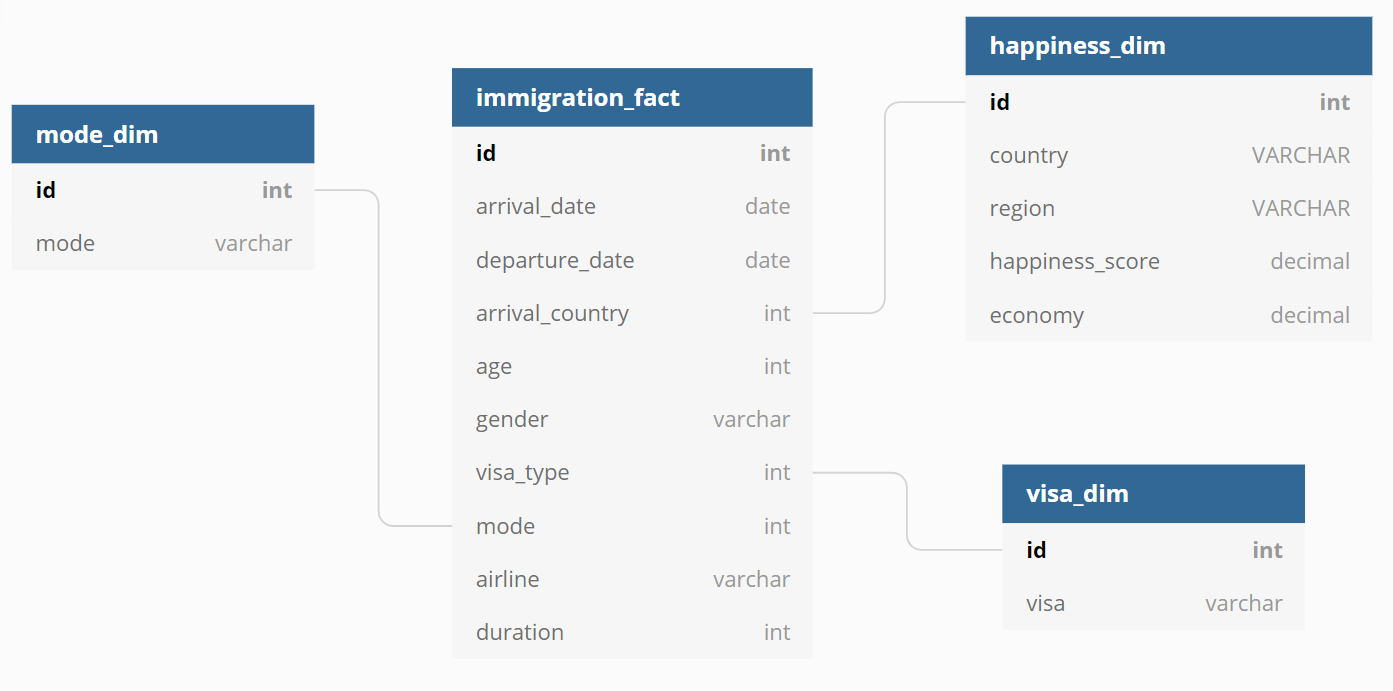 mode_dim
id int
mode varchar
immigration_fact
id int
arrival_date date
departure_date date
arrival_country int
age int
gender varchar
visa_type int
mode int
airline varchar
duration int
happiness_dim
id int
country VARCHAR
region VARCHAR
happiness_score decimal
economy decimal
visa_dim
id int
visa varchar